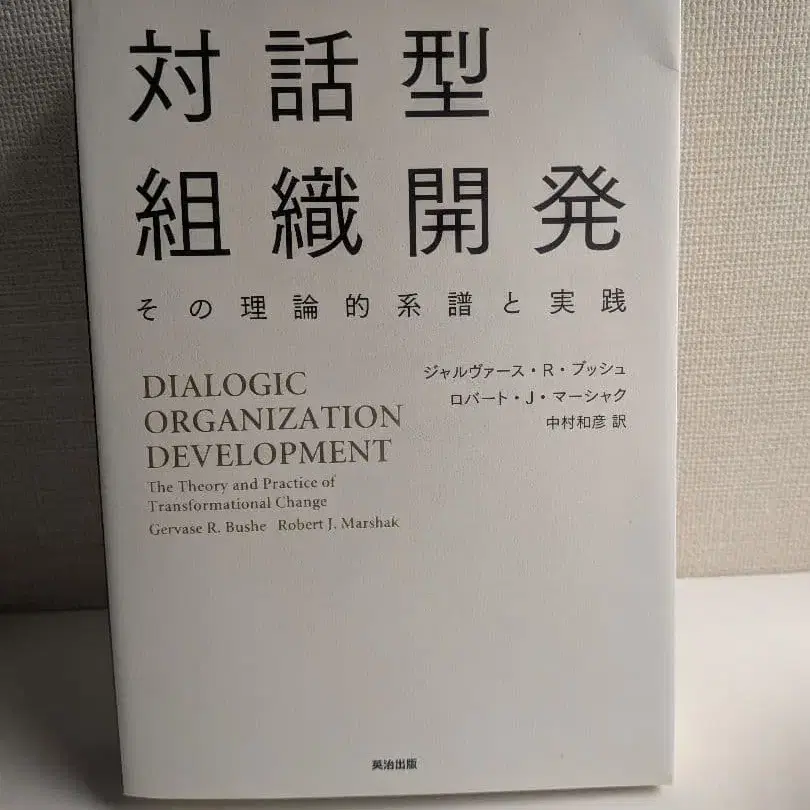 対話型
組織開発
その理論的系譜と実践
ジャルヴァース・R・ブッシュ
ロバート・J・マーシャク
中村和彦 訳
DIALOGIC
ORGANIZATION
DEVELOPMENT
The Theory and Practice of
Transformational Change
Gervase R. Bushe Robert J. Marshak
英治出版